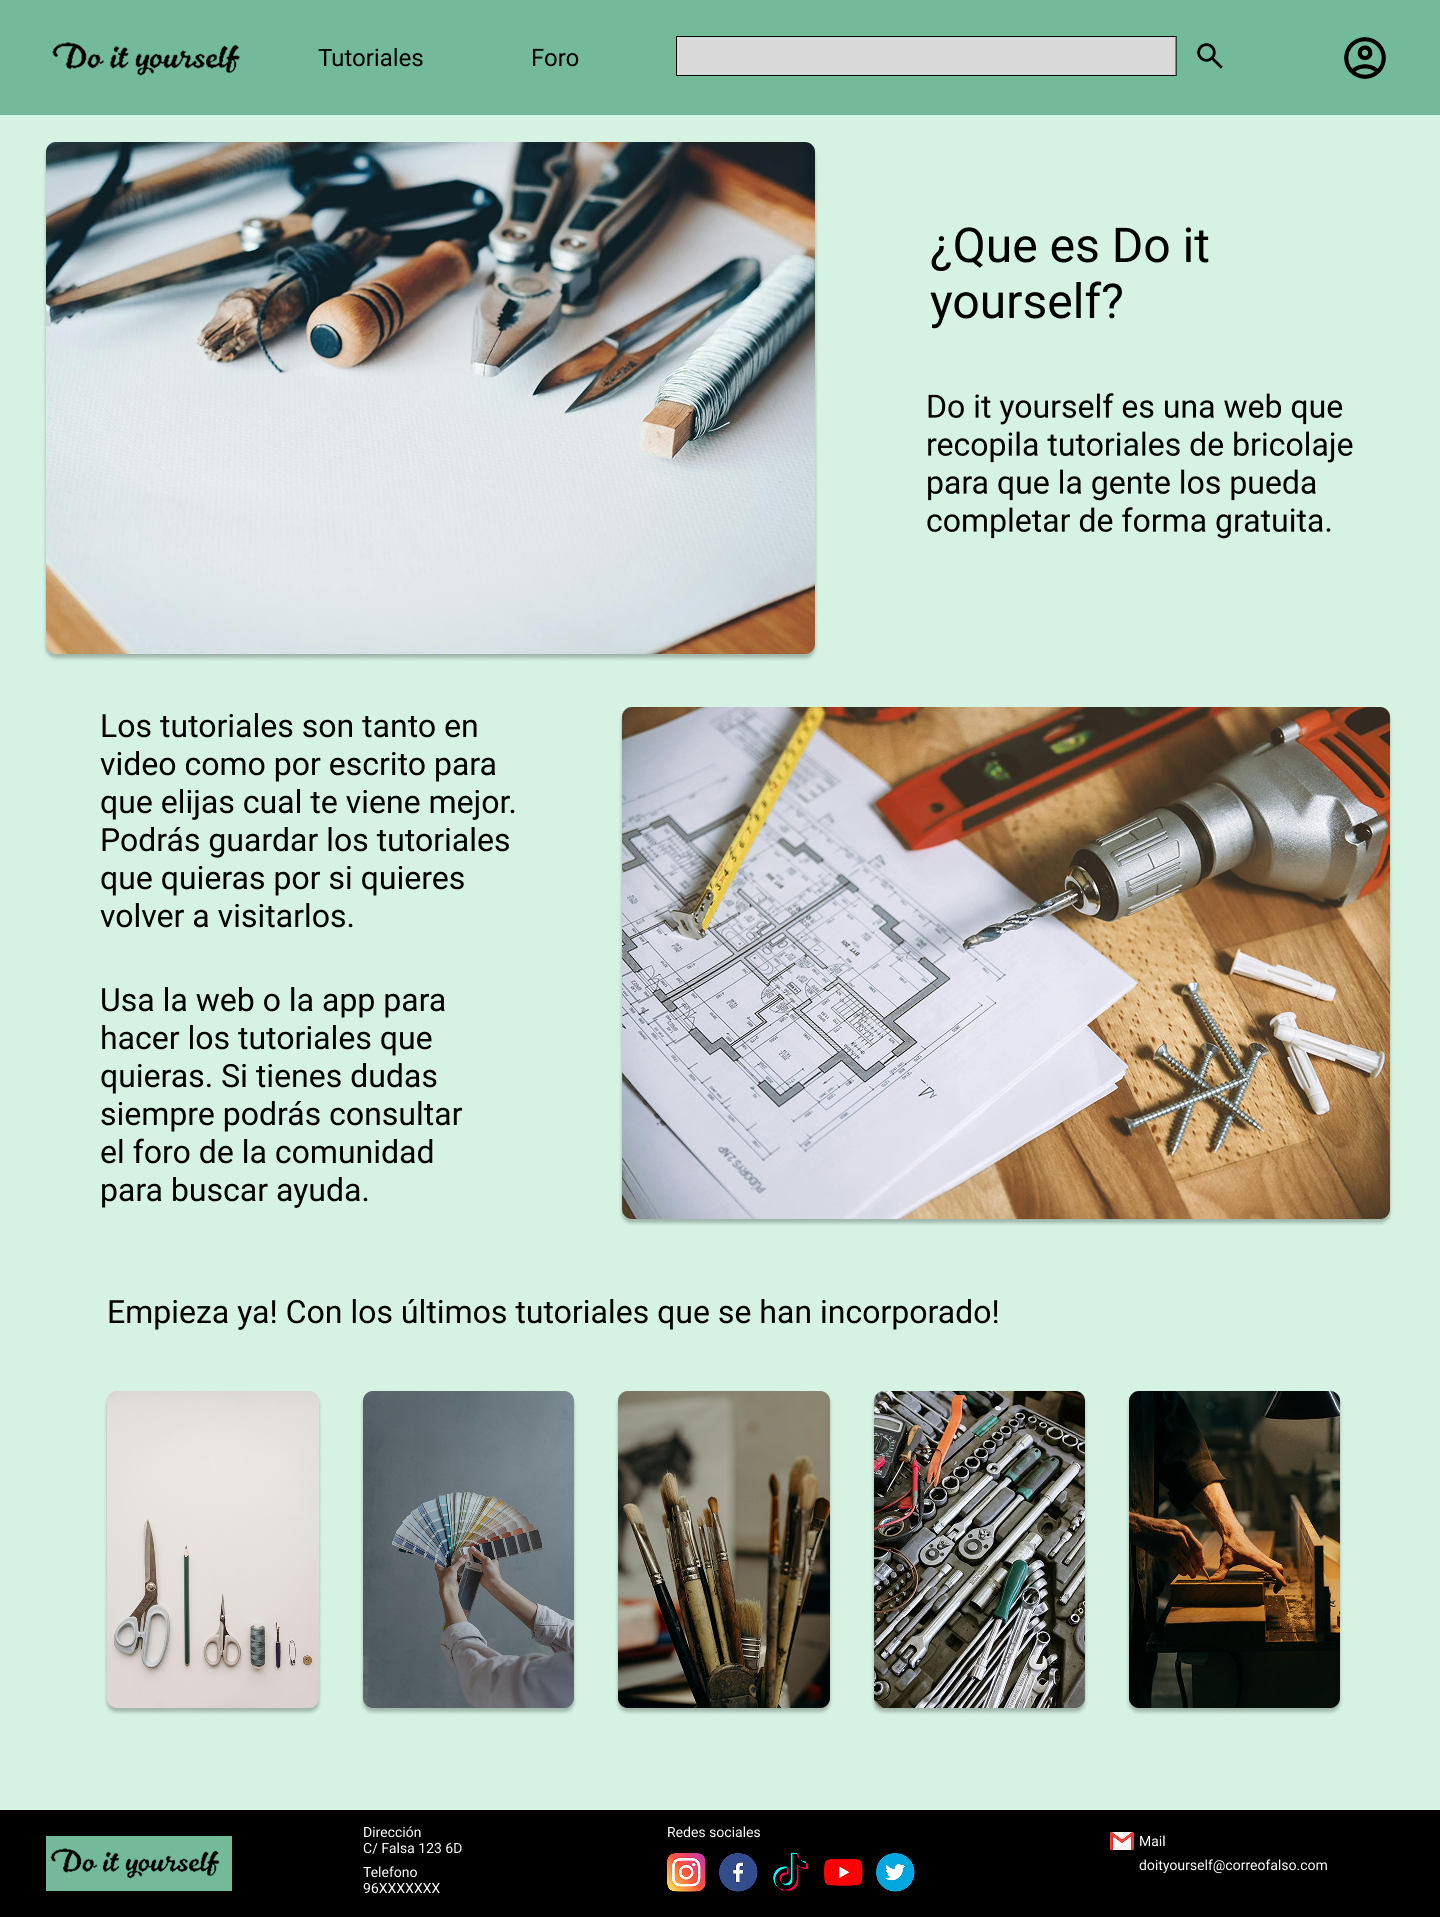 Do it yourself
Tutoriales
Foro
¿Que es Do it
yourself?
Do it yourself es una web que
recopila tutoriales de bricolaje
para que la gente los pueda
completar de forma gratuita.
Los tutoriales son tanto en
video como por escrito para
que elijas cual te viene mejor.
Podrás guardar los tutoriales
que quieras por si quieres
volver a visitarlos.
Usa la web o la app para
hacer los tutoriales que
quieras. Si tienes dudas
siempre podrás consultar
el foro de la comunidad
para buscar ayuda.
Empieza ya! Con los últimos tutoriales que se han incorporado!
Do it yourself
Dirección
C/ Falsa 123 6D
Telefono
96XXXXXXX
Redes sociales
Mail
doityourself@correofalso.com